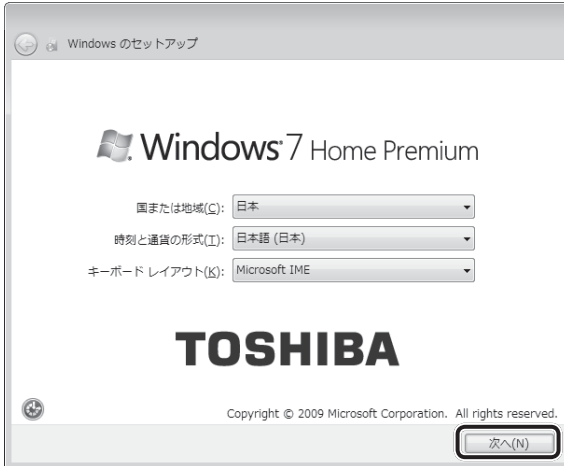 Windows のセットアップ
Windows 7 Home Premium
国または地域(C): 日本
時刻と通貨の形式(T): 日本語 (日本)
キーボード レイアウト(K): Microsoft IME
TOSHIBA
Copyright © 2009 Microsoft Corporation. All rights reserved.
次へ(N)